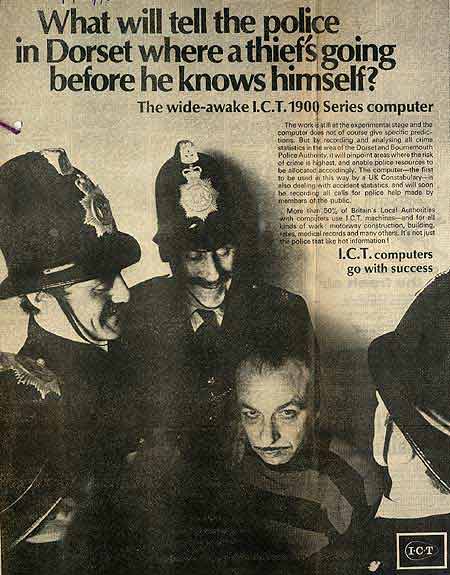 What will tell the police
in Dorset where a thief's going
before he knows himself?
The wide-awake I.C.T. 1900 Series computer
The work is still at the experimental stage and the
computer does not of course give specific predic-
tions. But by recording and analysing all crime
statistics in the area of the Dorset and Bournemouth
Police Authority, it will pinpoint areas where the risk
of crime is highest, and enable police resources to
be allocated accordingly. The computer—the first
to be used in this way by a UK Constabulary—is
also dealing with accident statistics, and will soon
be recording all calls for police help made by
members of the public.
More than 50% of Britain's Local Authorities
with computers use I.C.T. machines—and for all
kinds of work: motorway construction, building,
rates, medical records and many others. It's not just
the police that like hot information!
I.C.T. computers
go with success
I·C·T